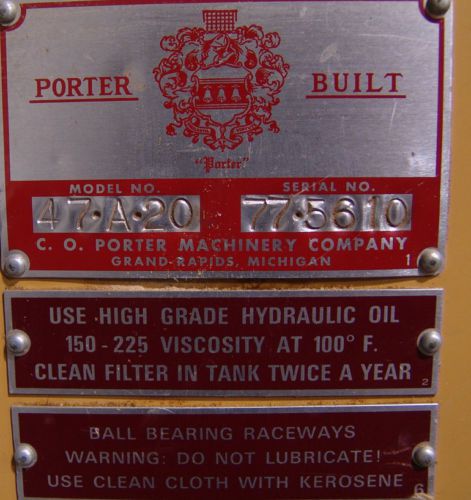 PORTER BUILT
"Porter"
MODEL NO. SERIAL NO.
47·A·20 77·5610
C. O. PORTER MACHINERY COMPANY
GRAND RAPIDS, MICHIGAN 1
USE HIGH GRADE HYDRAULIC OIL
150-225 VISCOSITY AT 100° F.
CLEAN FILTER IN TANK TWICE A YEAR 2
BALL BEARING RACEWAYS
WARNING: DO NOT LUBRICATE!
USE CLEAN CLOTH WITH KEROSENE 6